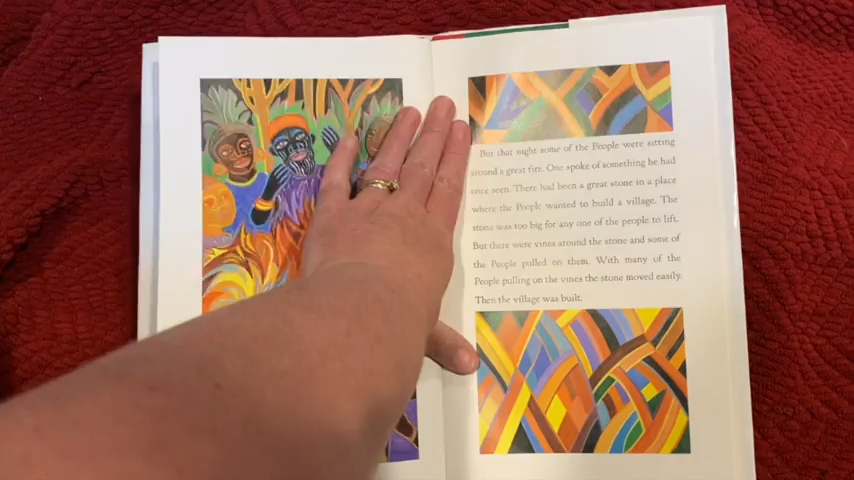 But that night some of the People were sitting
around a great fire. One spoke of something he had
once seen. There had been a great stone in a place
where the People wanted to build a village. The
stone was too big for any one of the people to lift.
But there were vines around the stone and some of
the People pulled on them. With many of the
People pulling on the vines the stone moved easily.
Then the village was built.